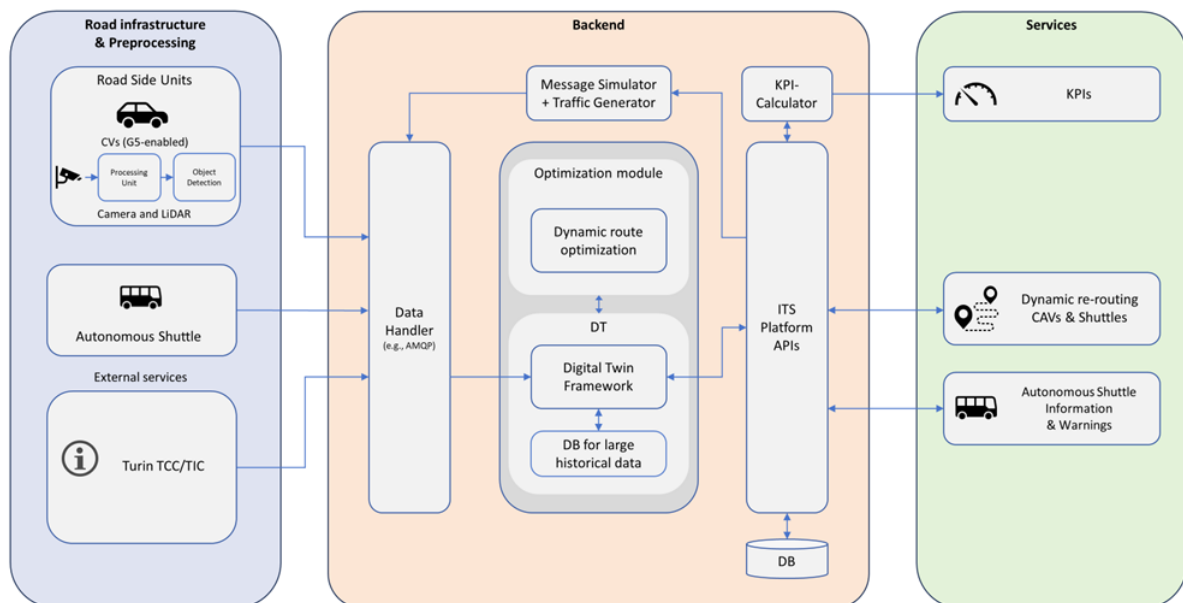 Road infrastructure
& Preprocessing
Road Side Units
CVs (G5-enabled)
Processing
Unit
Object
Detection
Camera and LiDAR
Autonomous Shuttle
External services
Turin TCC/TIC
Backend
Message Simulator
+ Traffic Generator
KPI-
Calculator
Data
Handler
(e.g., AMQP)
Optimization module
Dynamic route
optimization
DT
Digital Twin
Framework
DB for large
historical data
ITS
Platform
APIs
DB
Services
KPIs
Dynamic re-routing
CAVs & Shuttles
Autonomous Shuttle
Information
& Warnings